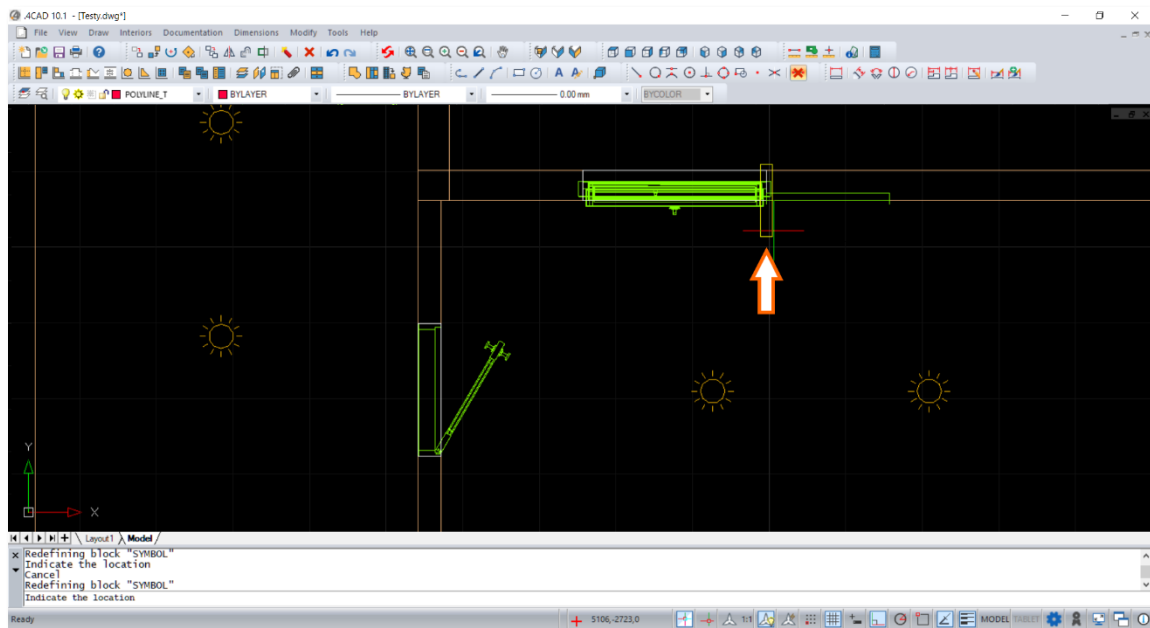 .4CAD 10.1 - [Testy.dwg*]
File View Draw Interiors Documentation Dimensions Modify Tools Help
POLYLINE_T BYLAYER BYLAYER 0.00 mm BYCOLOR
Y
X
Layout1 Model
Redefining block "SYMBOL"
Indicate the location
Cancel
Redefining block "SYMBOL"
Indicate the location
Ready 5106,-2723,0 1:1 MODEL TABLET